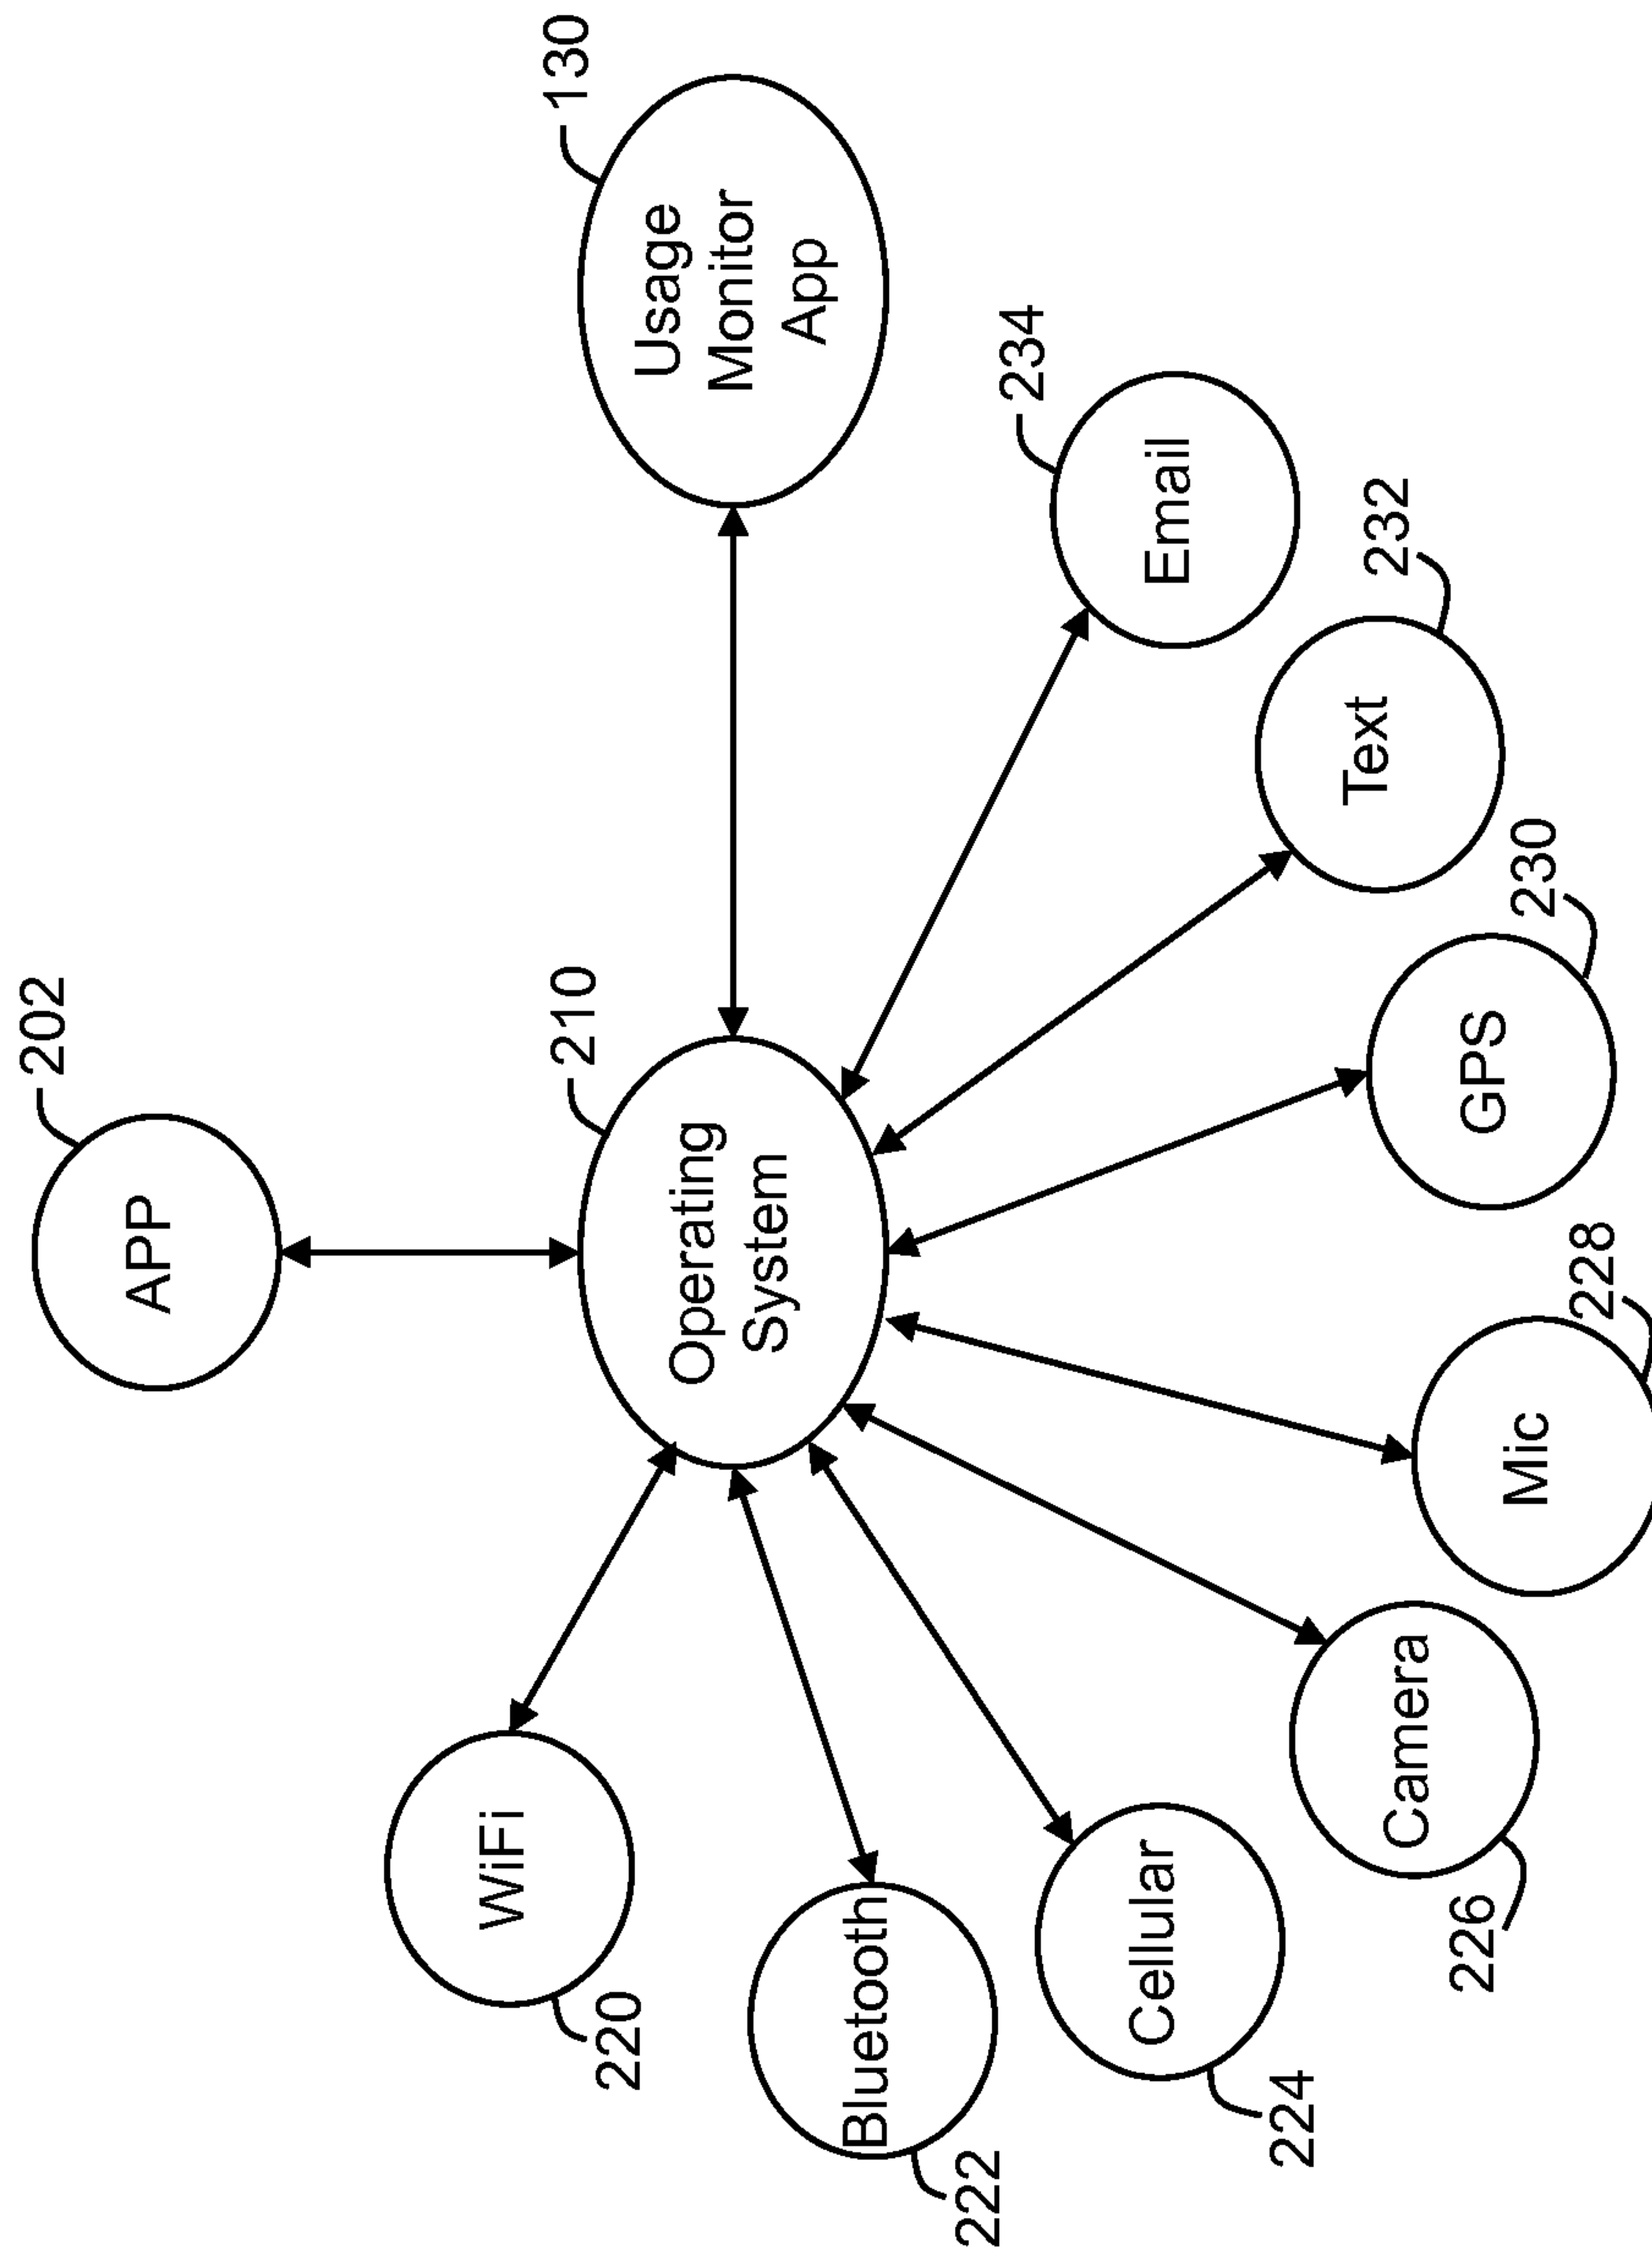 APP
202
Operating
System
210
Usage
Monitor
App
130
WiFi
220
Bluetooth
222
Cellular
224
Camera
226
Mic
228
GPS
230
Text
232
Email
234